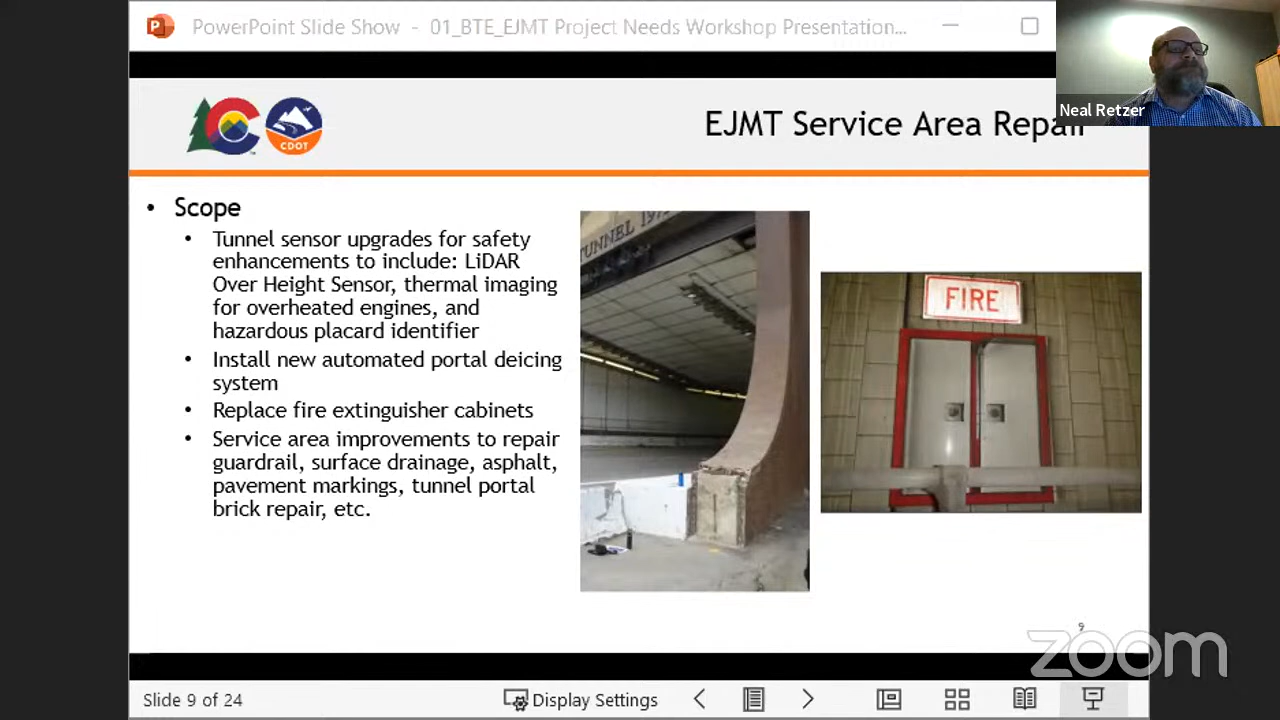 PowerPoint Slide Show - 01_BTE_EJMT Project Needs Workshop Presentation...
Neal Retzer
CDOT
EJMT Service Area Repair
• Scope
• Tunnel sensor upgrades for safety
enhancements to include: LiDAR
Over Height Sensor, thermal imaging
for overheated engines, and
hazardous placard identifier
• Install new automated portal deicing
system
• Replace fire extinguisher cabinets
• Service area improvements to repair
guardrail, surface drainage, asphalt,
pavement markings, tunnel portal
brick repair, etc.
TUNNEL
FIRE
9
zoom
Slide 9 of 24
Display Settings